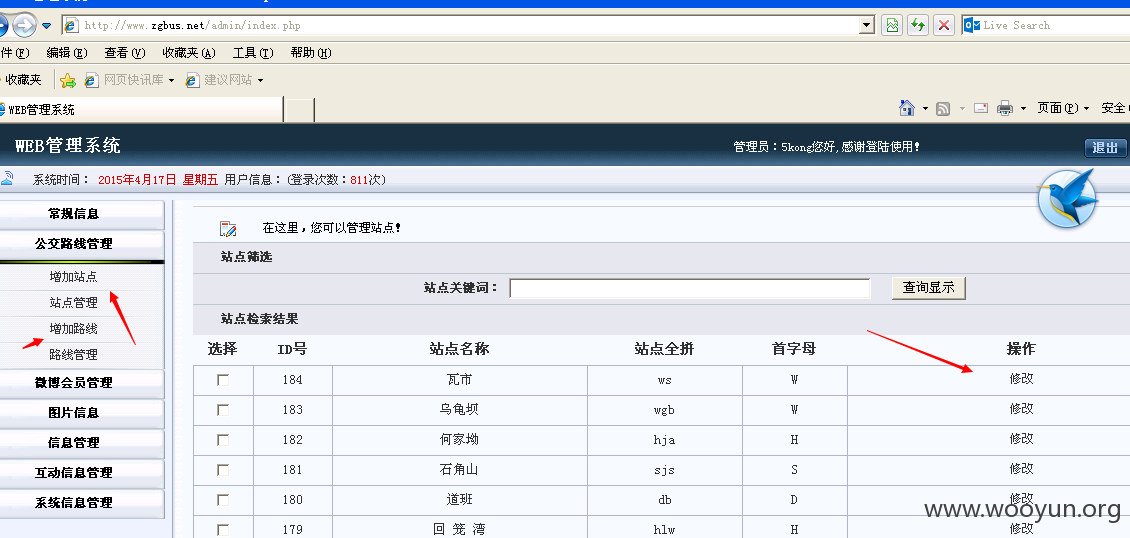 http://www.zgbus.net/admin/index.php
Live Search
件(F) 编辑(E) 查看(V) 收藏夹(A) 工具(T) 帮助(H)
收藏夹 网页快讯库 建议网站
WEB管理系统 页面(P) 安全
WEB管理系统 管理员：5kong您好,感谢登陆使用! 退出
系统时间： 2015年4月17日 星期五 用户信息：(登录次数：811次)
常规信息
公交路线管理
增加站点
站点管理
增加路线
路线管理
微博会员管理
图片信息
信息管理
互动信息管理
系统信息管理
在这里，您可以管理站点!
站点筛选
站点关键词： 查询显示
站点检索结果
选择 ID号 站点名称 站点全拼 首字母 操作
184 瓦市 ws W 修改
183 乌龟坝 wgb W 修改
182 何家坳 hja H 修改
181 石角山 sjs S 修改
180 道班 db D 修改
179 回 笼 湾 hlw H 修改
www.wooyun.org